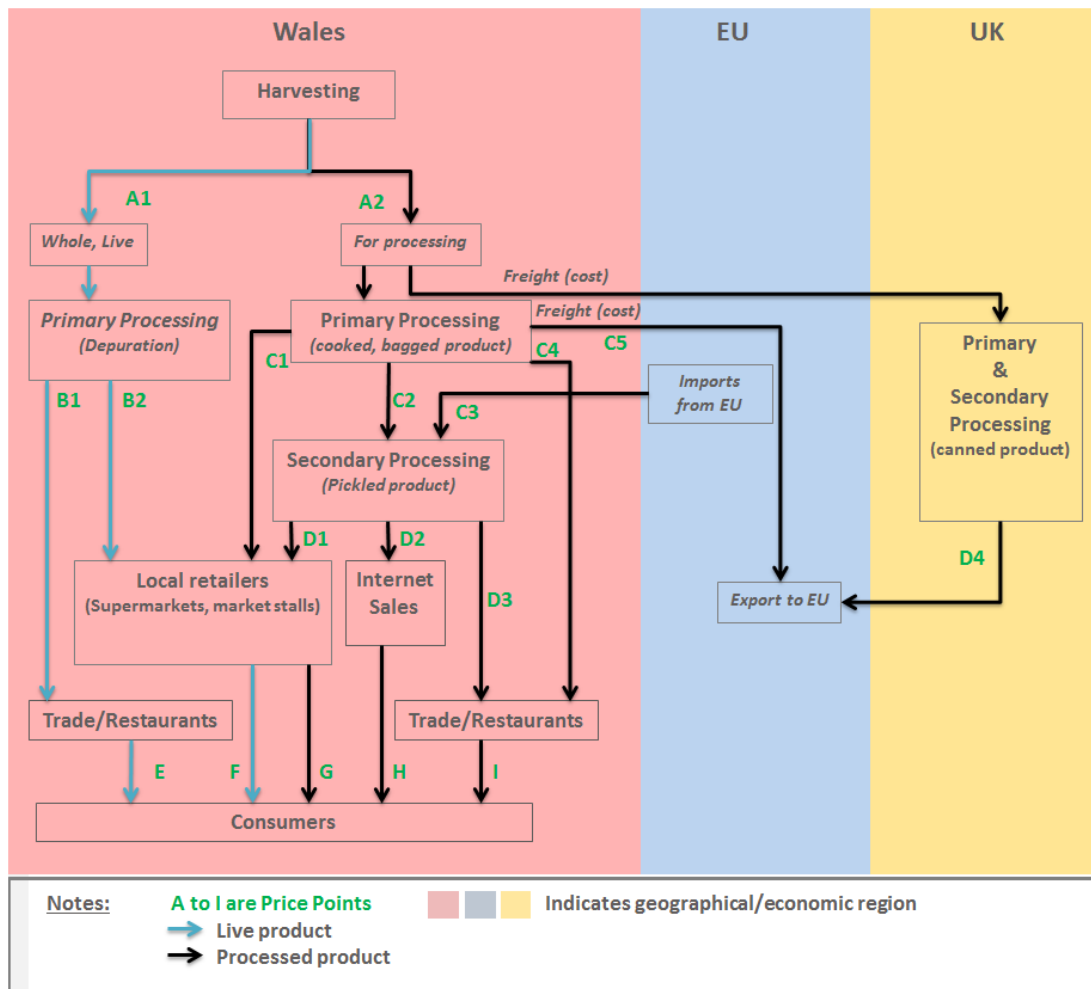 Wales
EU
UK
Harvesting
A1
A2
Whole, Live
For processing
Freight (cost)
Primary Processing
(Depuration)
Primary Processing
(cooked, bagged product)
Freight (cost)
C1
C4
C5
Primary
&
Secondary
Processing
(canned product)
Imports
from EU
B1
B2
C2
C3
Secondary Processing
(Pickled product)
D1
D2
D3
D4
Local retailers
(Supermarkets, market stalls)
Internet
Sales
Export to EU
Trade/Restaurants
Trade/Restaurants
E
F
G
H
I
Consumers
Notes:
A to I are Price Points
Indicates geographical/economic region
Live product
Processed product